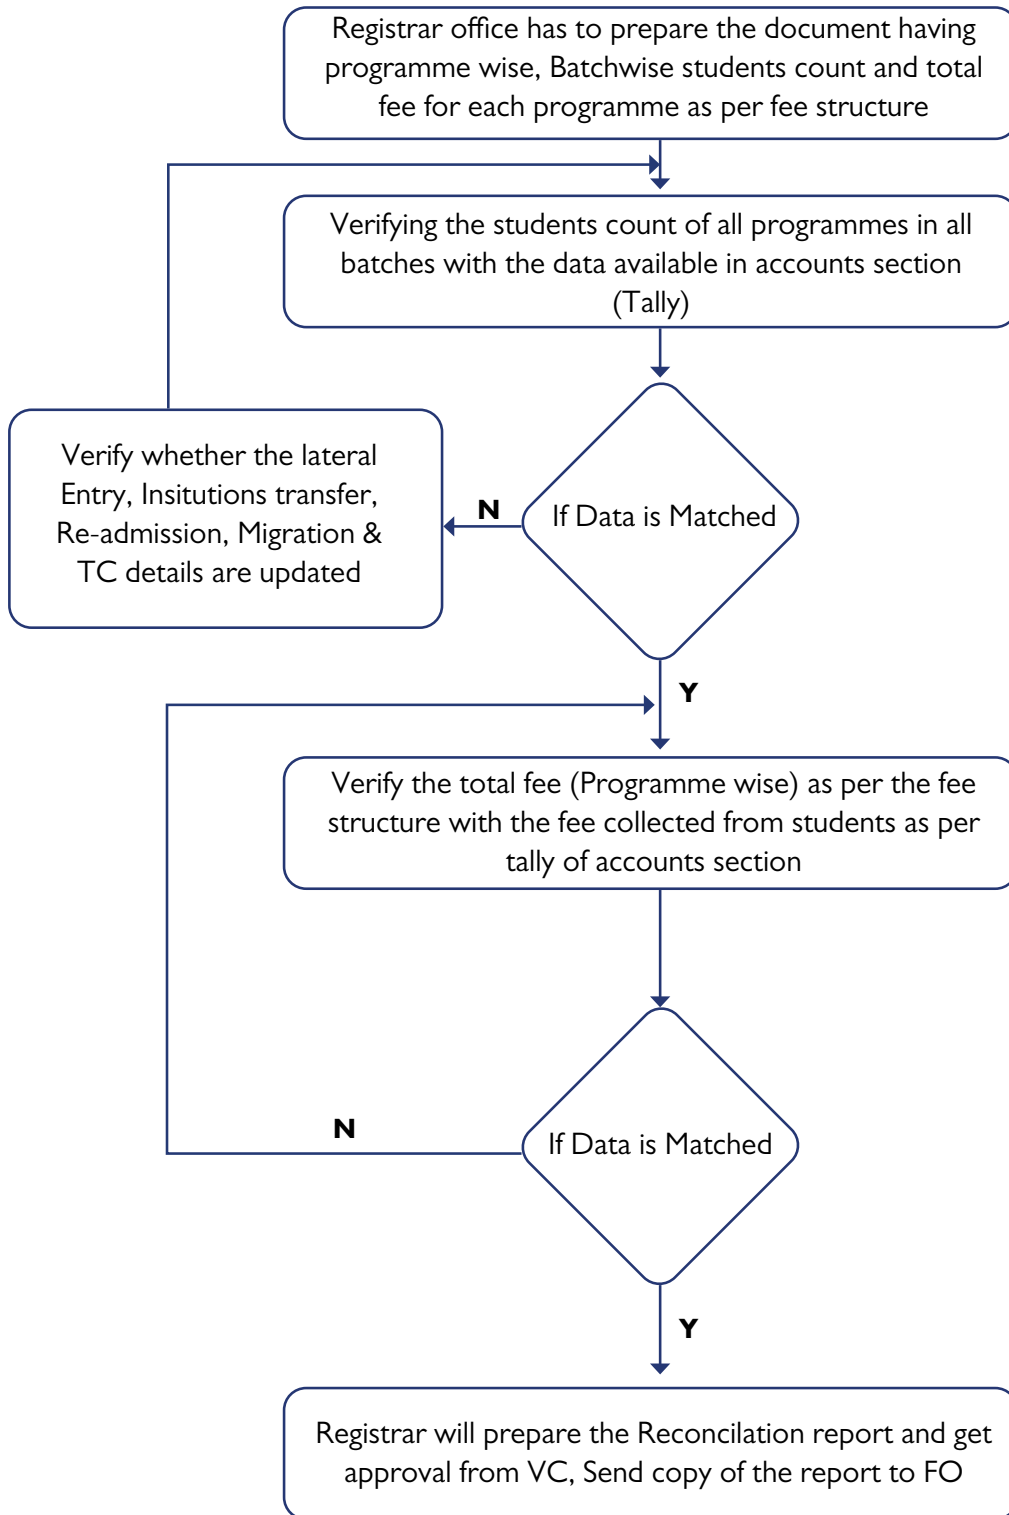 Registrar office has to prepare the document having
programme wise, Batchwise students count and total
fee for each programme as per fee structure
Verifying the students count of all programmes in all
batches with the data available in accounts section
(Tally)
Verify whether the lateral
Entry, Insitutions transfer,
Re-admission, Migration &
TC details are updated
N
If Data is Matched
Y
Verify the total fee (Programme wise) as per the fee
structure with the fee collected from students as per
tally of accounts section
N
If Data is Matched
Y
Registrar will prepare the Reconcilation report and get
approval from VC, Send copy of the report to FO